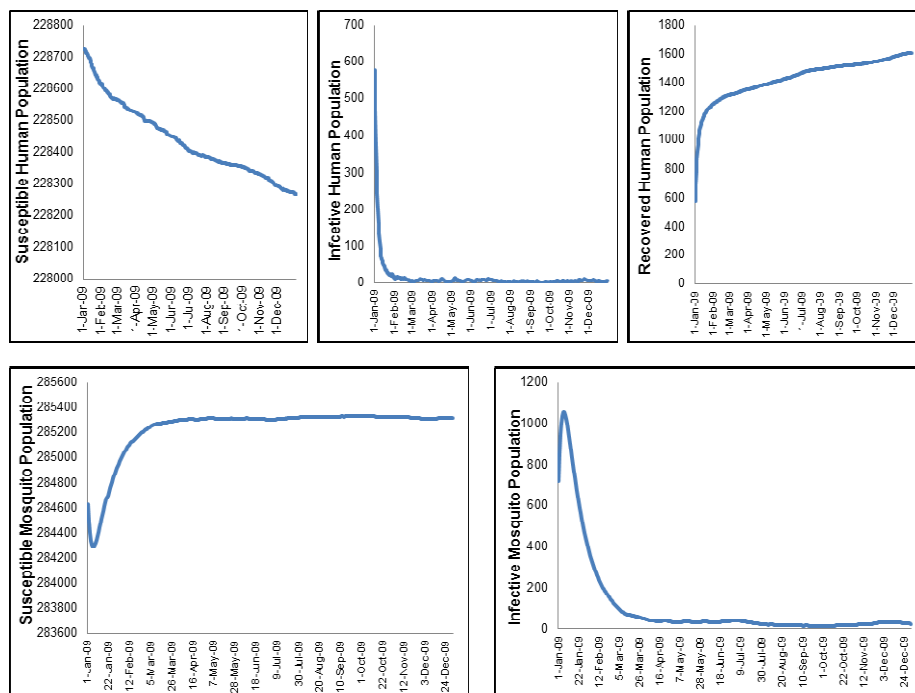 Susceptible Human Population
228800
228700
228600
228500
228400
228300
228200
228100
228000
1-Jan-09
1-Feb-09
1-Mar-09
1-Apr-09
1-May-09
1-Jun-09
1-Jul-09
1-Aug-09
1-Sep-09
1-Oct-09
1-Nov-09
1-Dec-09
Infcetive Human Population
700
600
500
400
300
200
100
0
1-Jan-09
1-Feb-09
1-Mar-09
1-Apr-09
1-May-09
1-Jun-09
1-Jul-09
1-Aug-09
1-Sep-09
1-Oct-09
1-Nov-09
1-Dec-09
Recovered Human Population
1800
1600
1400
1200
1000
800
600
400
200
0
1-Jan-09
1-Feb-09
1-Mar-09
1-Apr-09
1-May-09
1-Jun-09
1-Jul-09
1-Aug-09
1-Sep-09
1-Oct-09
1-Nov-09
1-Dec-09
Susceptible Mosquito Population
285600
285400
285200
285000
284800
284600
284400
284200
284000
283800
283600
1-Jan-09
22-Jan-09
12-Feb-09
5-Mar-09
26-Mar-09
16-Apr-09
7-May-09
28-May-09
18-Jun-09
9-Jul-09
30-Jul-09
20-Aug-09
10-Sep-09
1-Oct-09
22-Oct-09
12-Nov-09
3-Dec-09
24-Dec-09
Infective Mosquito Population
1200
1000
800
600
400
200
0
1-Jan-09
22-Jan-09
12-Feb-09
5-Mar-09
26-Mar-09
16-Apr-09
7-May-09
28-May-09
18-Jun-09
9-Jul-09
30-Jul-09
20-Aug-09
10-Sep-09
1-Oct-09
22-Oct-09
12-Nov-09
3-Dec-09
24-Dec-09